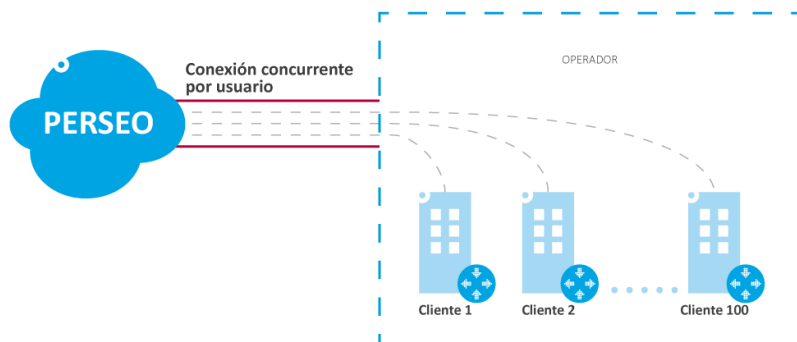 OPERADOR
Conexión concurrente
por usuario
PERSEO
Cliente 1
Cliente 2
Cliente 100